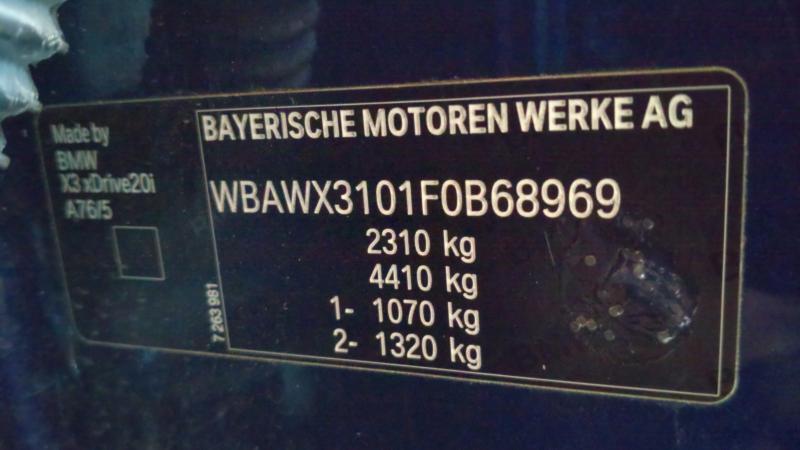 Made by
BMW
X3 xDrive20i
A76/5
7 263 981
BAYERISCHE MOTOREN WERKE AG
WBAWX3101F0B68969
2310 kg
4410 kg
1- 1070 kg
2- 1320 kg